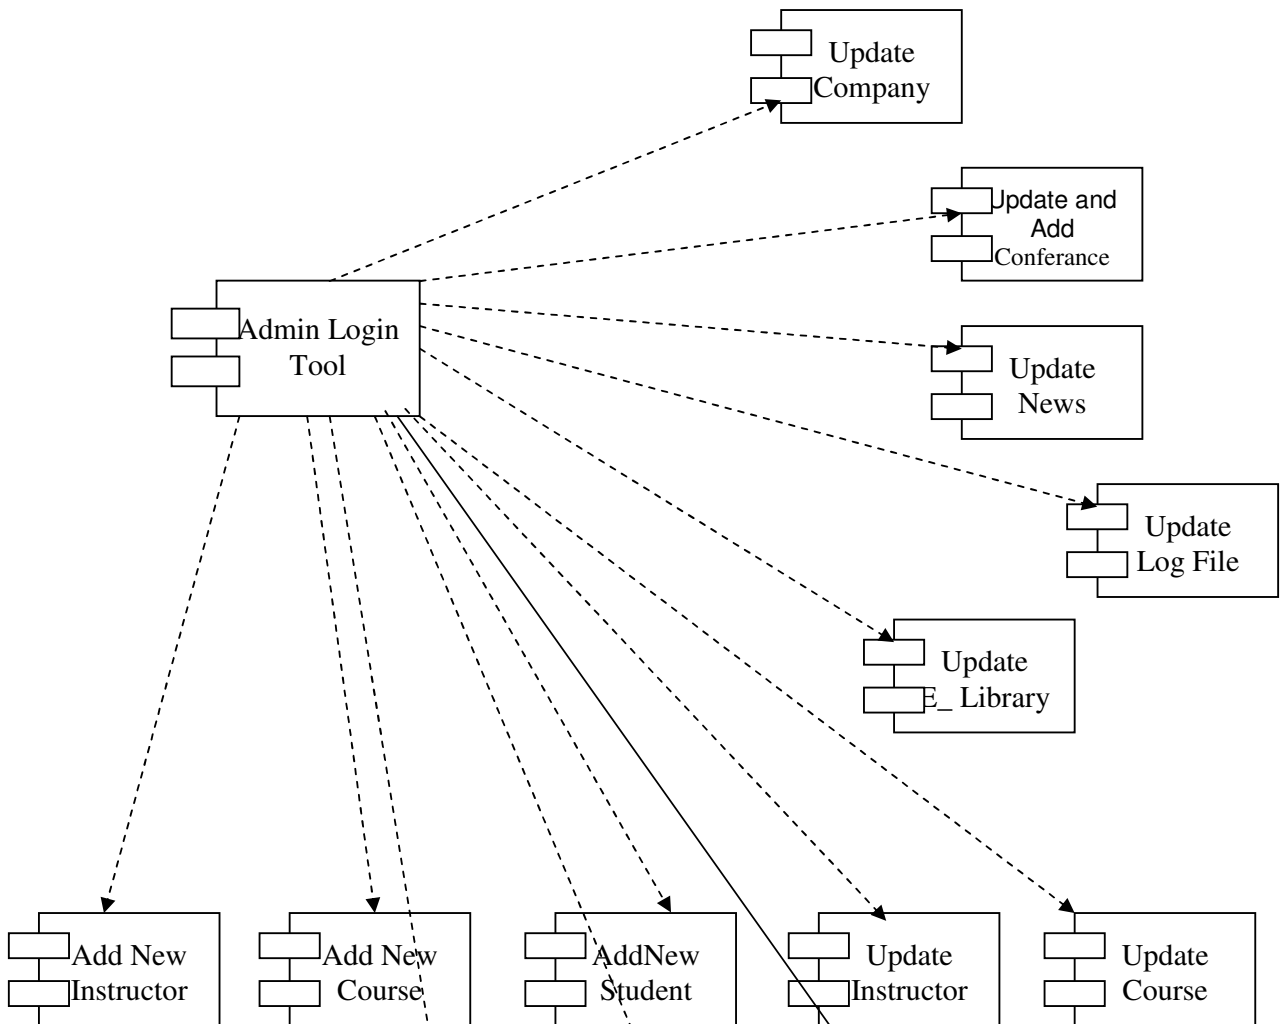 Update
Company
Update and
Add
Conferance
Admin Login
Tool
Update
News
Update
Log File
Update
E_ Library
Add New
Instructor
Add New
Course
AddNew
Student
Update
Instructor
Update
Course